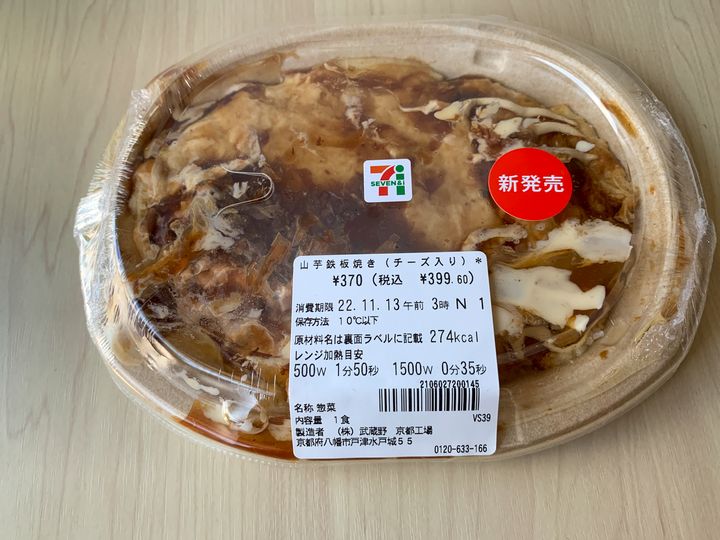 7i
SEVEN&i
新発売
山芋鉄板焼き(チーズ入り)*
¥370(税込 ¥399.60)
消費期限 22.11.13午前 3時 N 1
保存方法 10℃以下
原材料名は裏面ラベルに記載 274kcal
レンジ加熱目安
500W 1分50秒 1500W 0分35秒
2106027200145
名称 惣菜
内容量 1食 VS39
製造者 (株)武蔵野 京都工場
京都府八幡市戸津水戸城55
0120-633-166